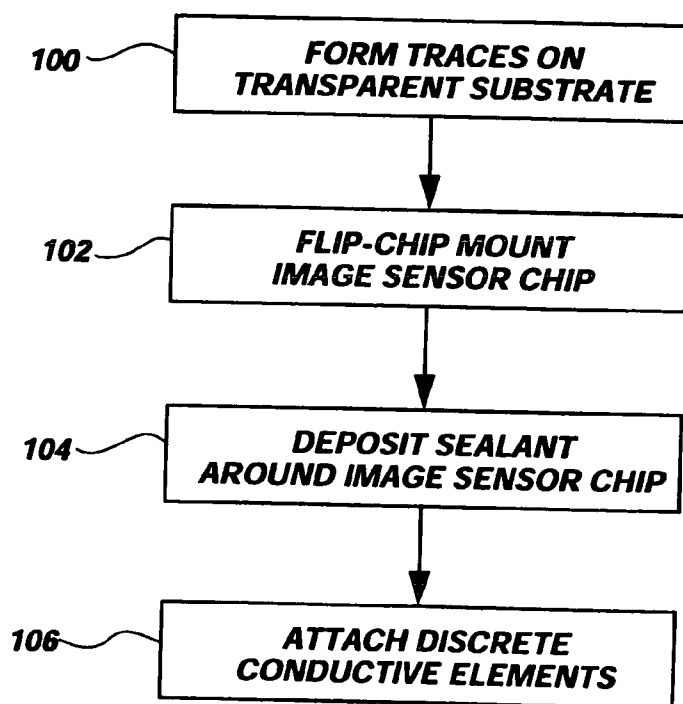 100
FORM TRACES ON
TRANSPARENT SUBSTRATE
102
FLIP-CHIP MOUNT
IMAGE SENSOR CHIP
104
DEPOSIT SEALANT
AROUND IMAGE SENSOR CHIP
106
ATTACH DISCRETE
CONDUCTIVE ELEMENTS